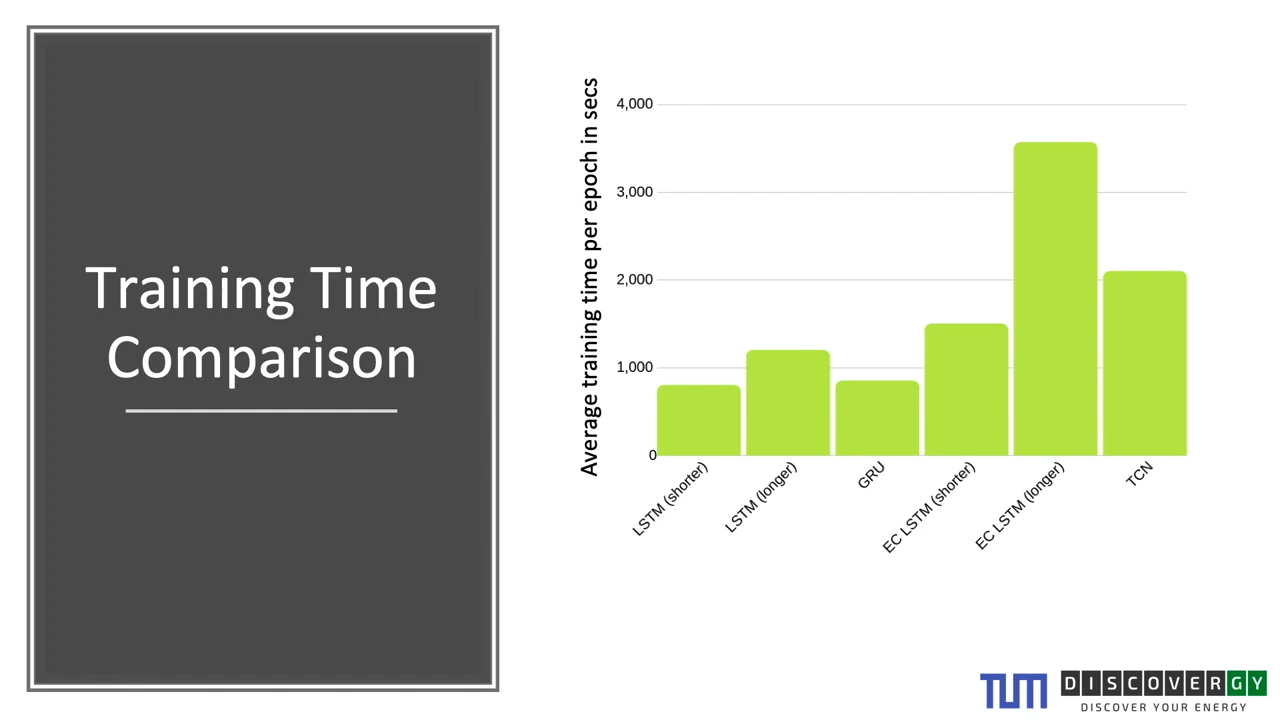 Training Time
Comparison
Average training time per epoch in secs
4,000
3,000
2,000
1,000
0
LSTM (shorter)
LSTM (longer)
GRU
EC LSTM (shorter)
EC LSTM (longer)
TCN
TUM
DISCOVERGY
DISCOVER YOUR ENERGY